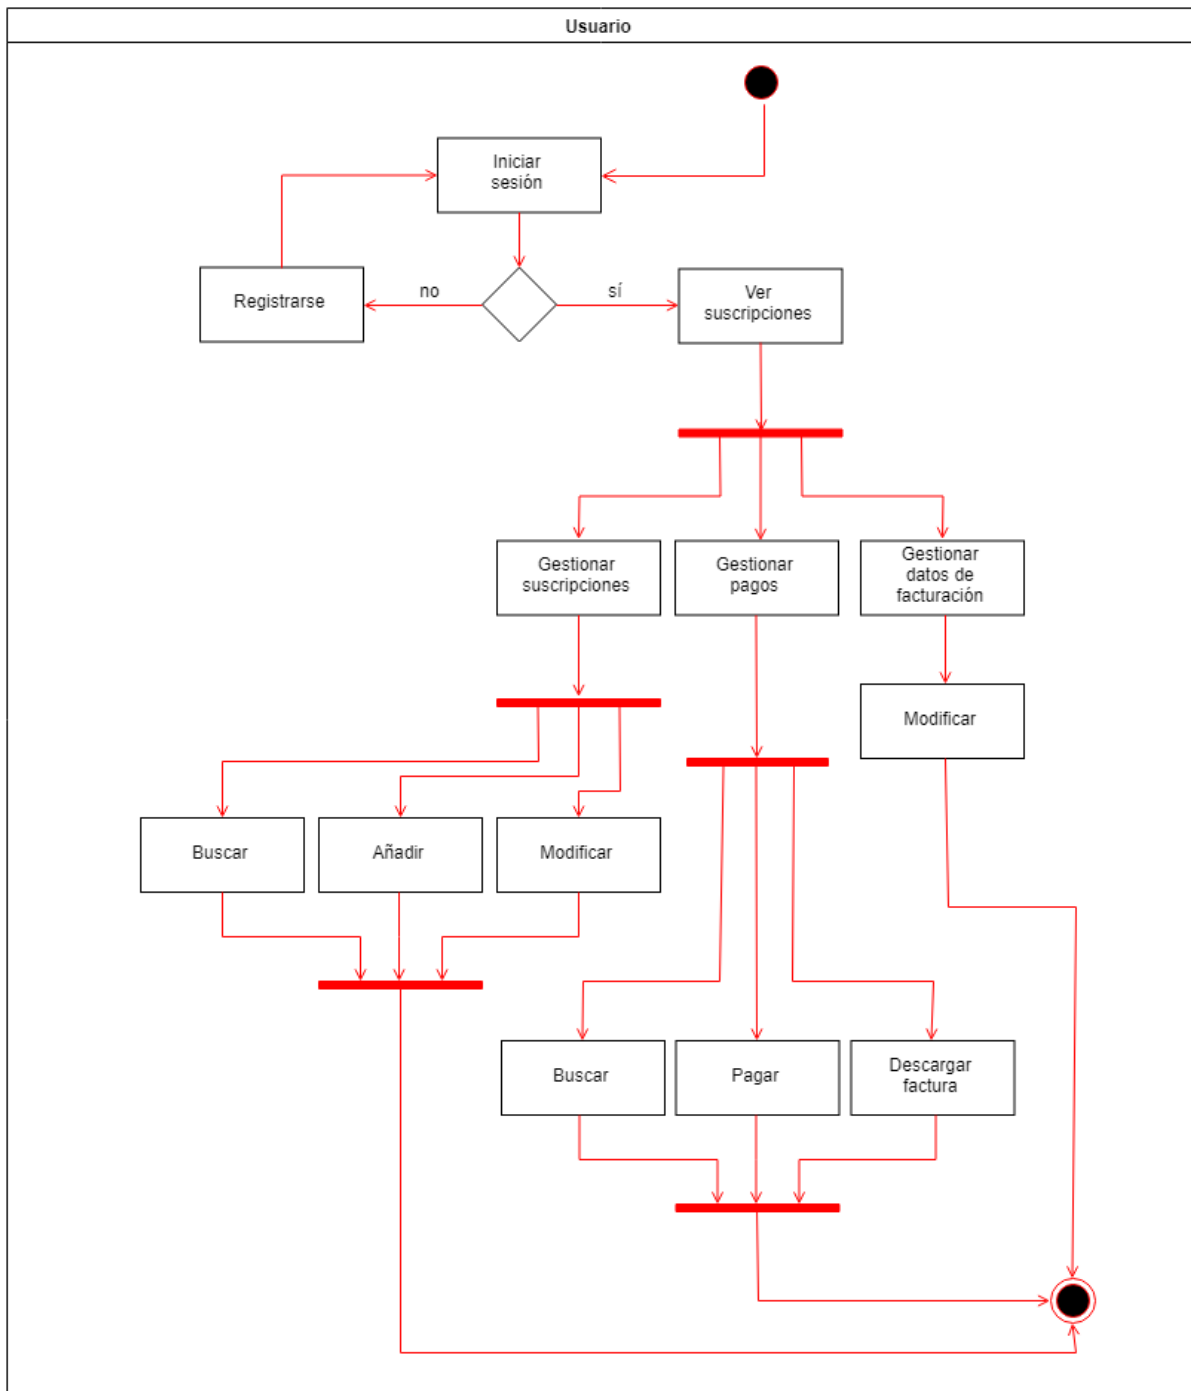 Usuario
Iniciar
sesión
Registrarse
no
sí
Ver
suscripciones
Gestionar
suscripciones
Gestionar
pagos
Gestionar
datos de
facturación
Modificar
Buscar
Añadir
Modificar
Buscar
Pagar
Descargar
factura